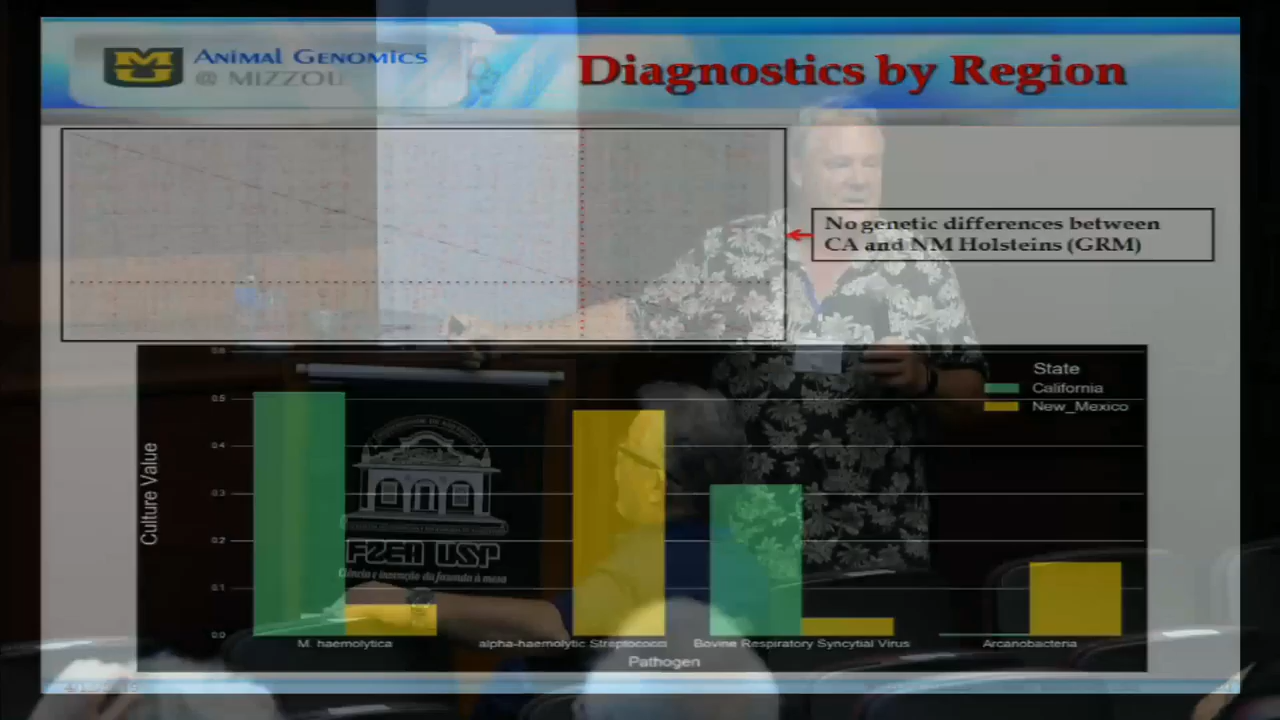 Animal Genomics
@ MIZZOU
Diagnostics by Region
No genetic differences between
CA and NM Holsteins (GRM)
State
California
New_Mexico
Culture Value
0.6
0.5
0.4
0.3
0.2
0.1
0.0
M. haemolytica
alpha-haemolytic Streptococci
Bovine Respiratory Syncytial Virus
Arcanobacteria
Pathogen
FZEA USP
Ciência e invenção da fazenda à mesa